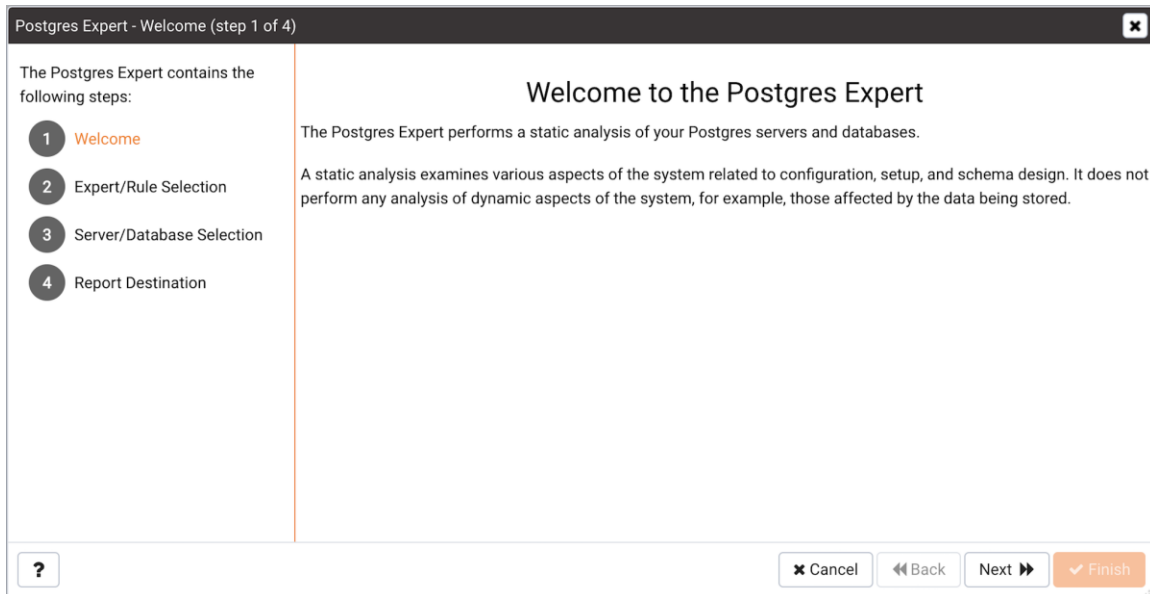 Postgres Expert - Welcome (step 1 of 4)
The Postgres Expert contains the
following steps:
1 Welcome
2 Expert/Rule Selection
3 Server/Database Selection
4 Report Destination
Welcome to the Postgres Expert
The Postgres Expert performs a static analysis of your Postgres servers and databases.
A static analysis examines various aspects of the system related to configuration, setup, and schema design. It does not
perform any analysis of dynamic aspects of the system, for example, those affected by the data being stored.
? Cancel Back Next Finish